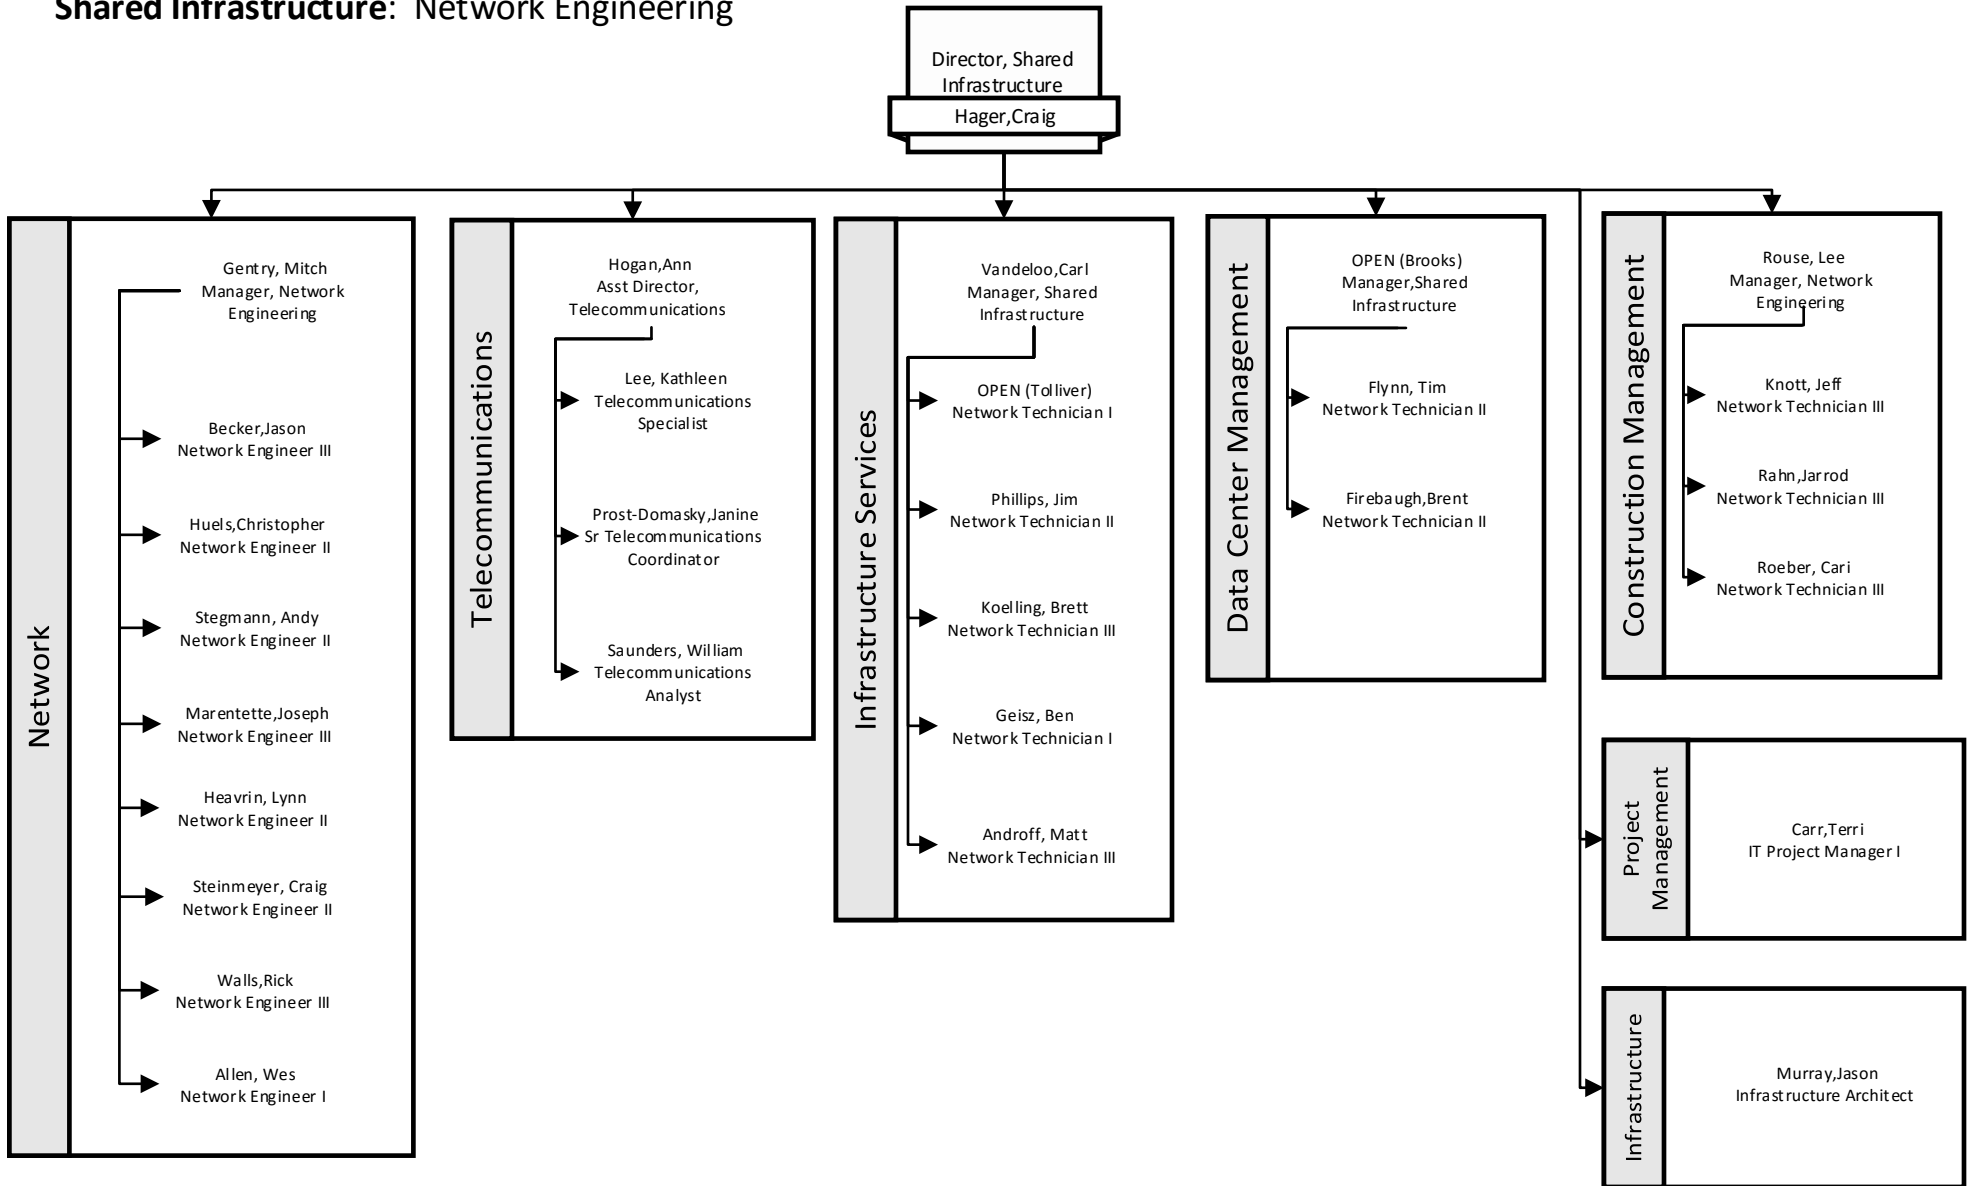 Shared Infrastructure:  Network Engineering
Director, Shared
Infrastructure
Hager,Craig
Network
Gentry, Mitch
Manager, Network
Engineering
Becker,Jason
Network Engineer III
Huels,Christopher
Network Engineer II
Stegmann, Andy
Network Engineer II
Marentette,Joseph
Network Engineer III
Heavrin, Lynn
Network Engineer II
Steinmeyer, Craig
Network Engineer II
Walls,Rick
Network Engineer III
Allen, Wes
Network Engineer I
Telecommunications
Hogan,Ann
Asst Director,
Telecommunications
Lee, Kathleen
Telecommunications
Specialist
Prost-Domasky,Janine
Sr Telecommunications
Coordinator
Saunders, William
Telecommunications
Analyst
Infrastructure Services
Vandeloo,Carl
Manager, Shared
Infrastructure
OPEN (Tolliver)
Network Technician I
Phillips, Jim
Network Technician II
Koelling, Brett
Network Technician III
Geisz, Ben
Network Technician I
Androff, Matt
Network Technician III
Data Center Management
OPEN (Brooks)
Manager,Shared
Infrastructure
Flynn, Tim
Network Technician II
Firebaugh,Brent
Network Technician II
Construction Management
Rouse, Lee
Manager, Network
Engineering
Knott, Jeff
Network Technician III
Rahn,Jarrod
Network Technician III
Roeber, Cari
Network Technician III
Project
Management
Carr,Terri
IT Project Manager I
Infrastructure
Murray,Jason
Infrastructure Architect